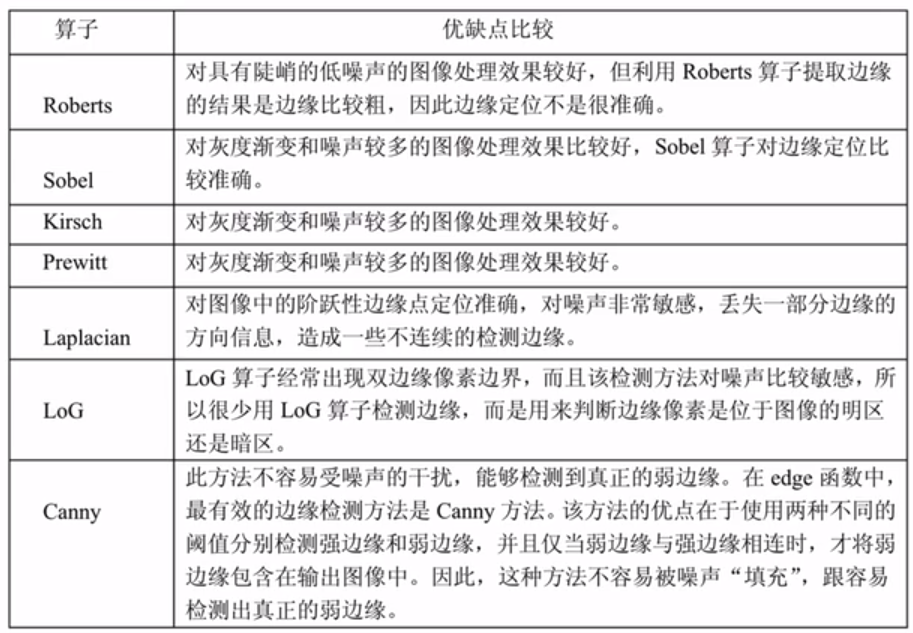 算子 优缺点比较
对具有陡峭的低噪声的图像处理效果较好，但利用 Roberts 算子提取边缘
Roberts 的结果是边缘比较粗，因此边缘定位不是很准确。
对灰度渐变和噪声较多的图像处理效果比较好，Sobel 算子对边缘定位比
Sobel 较准确。
Kirsch 对灰度渐变和噪声较多的图像处理效果较好。
Prewitt 对灰度渐变和噪声较多的图像处理效果较好。
对图像中的阶跃性边缘点定位准确，对噪声非常敏感，丢失一部分边缘的
Laplacian 方向信息，造成一些不连续的检测边缘。
LoG 算子经常出现双边缘像素边界，而且该检测方法对噪声比较敏感，所
LoG 以很少用 LoG 算子检测边缘，而是用来判断边缘像素是位于图像的明区
还是暗区。
此方法不容易受噪声的干扰，能够检测到真正的弱边缘。在 edge 函数中，
Canny 最有效的边缘检测方法是 Canny 方法。该方法的优点在于使用两种不同的
阈值分别检测强边缘和弱边缘，并且仅当弱边缘与强边缘相连时，才将弱
边缘包含在输出图像中。因此，这种方法不容易被噪声“填充”，跟容易
检测出真正的弱边缘。